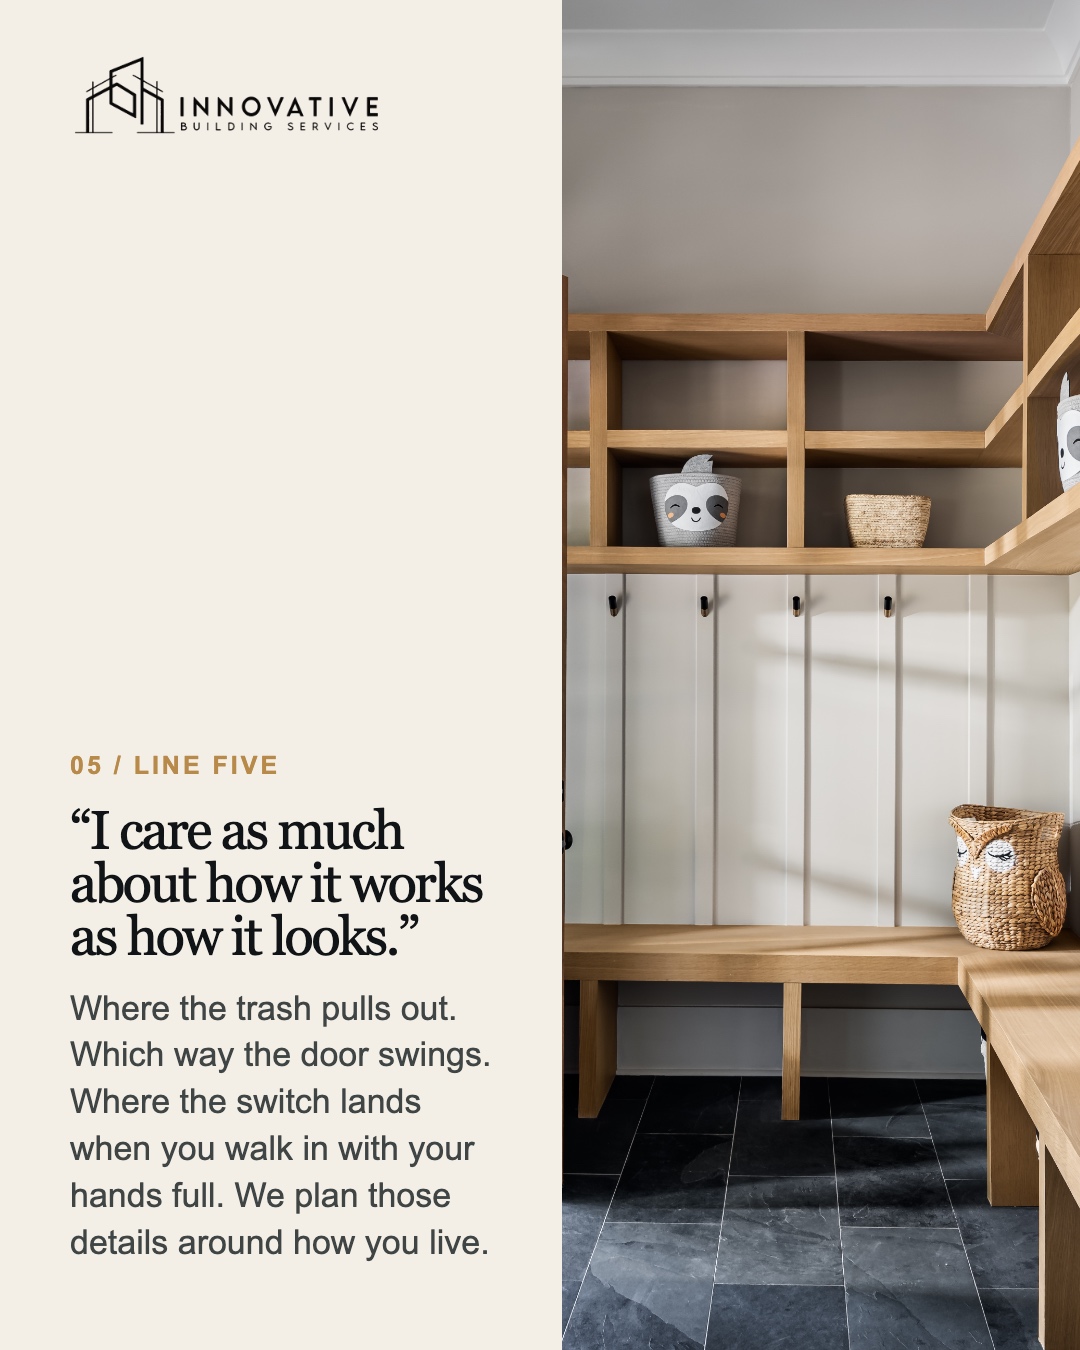 INNOVATIVE
BUILDING SERVICES
05 / LINE FIVE
“I care as much
about how it works
as how it looks.”
Where the trash pulls out.
Which way the door swings.
Where the switch lands
when you walk in with your
hands full. We plan those
details around how you live.